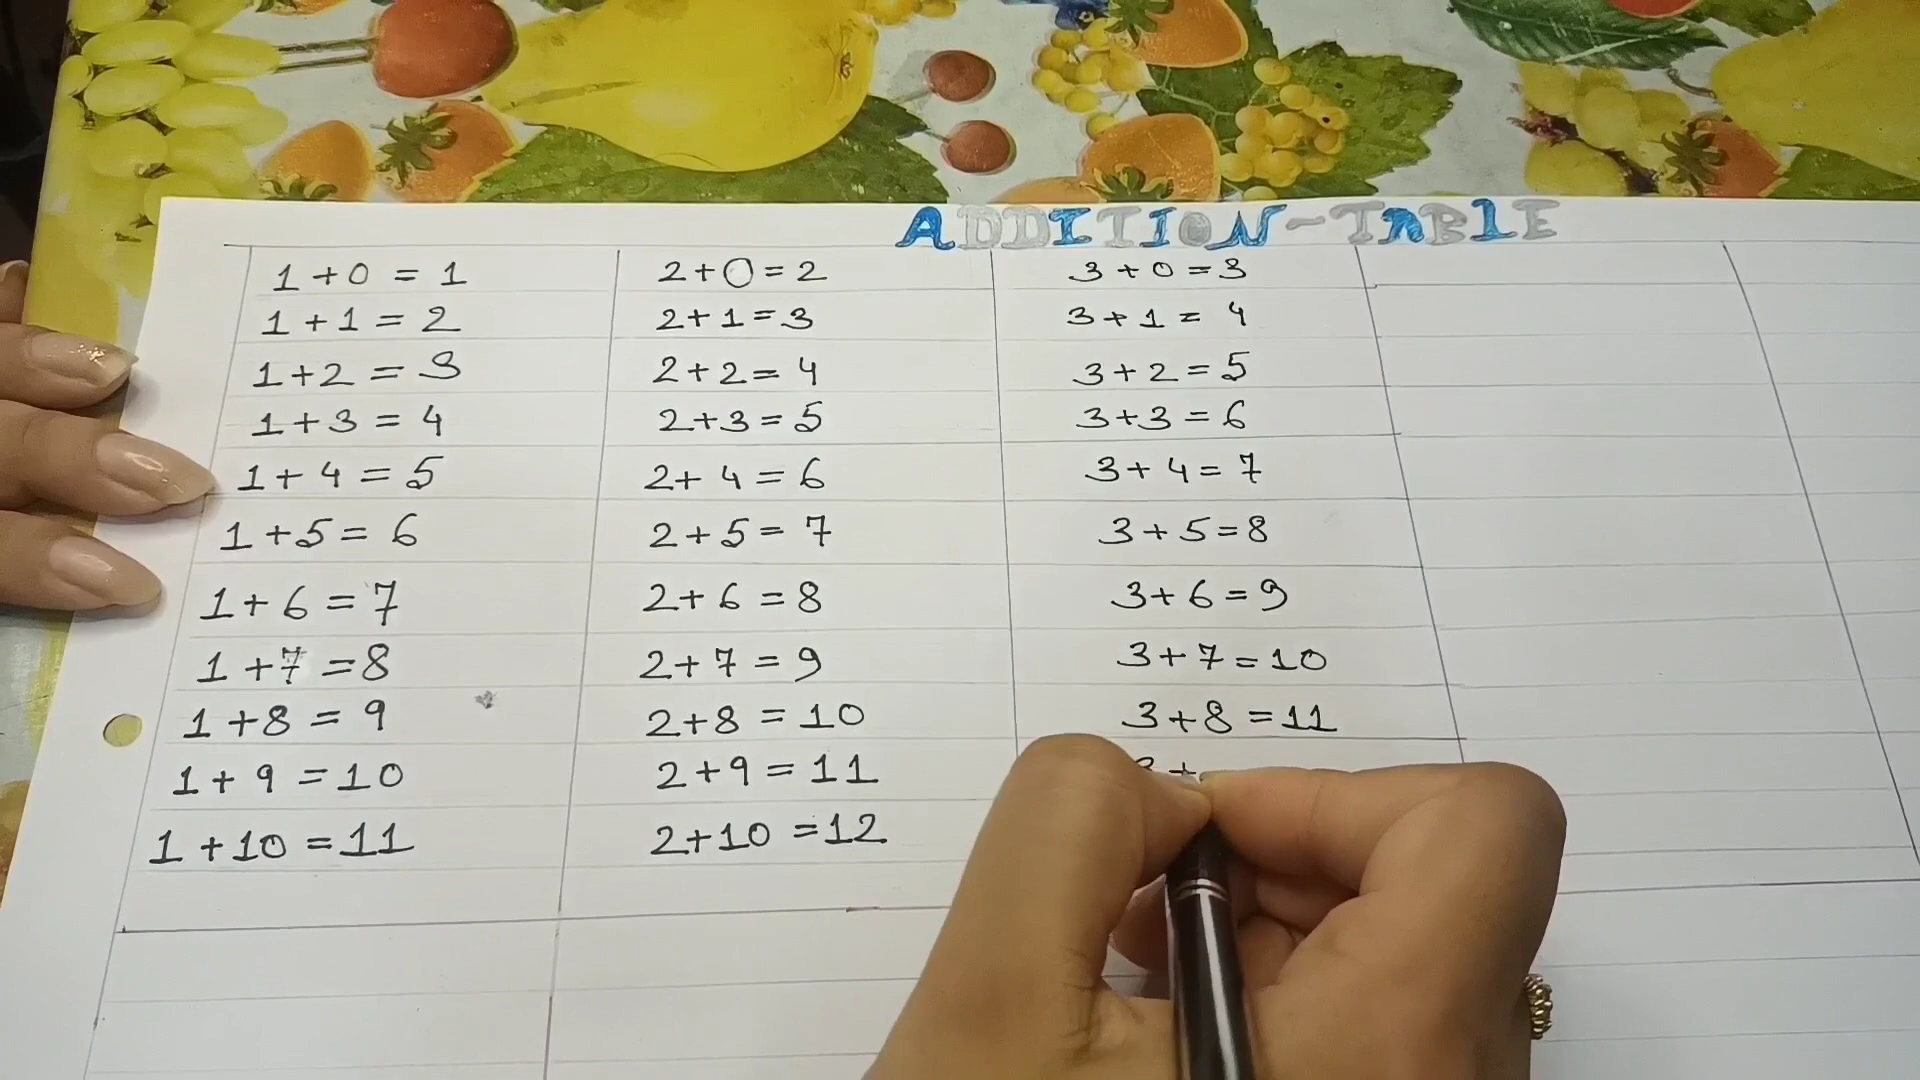 ADDITION-TABLE
1 + 0 = 1
1 + 1 = 2
1 + 2 = 3
1 + 3 = 4
1 + 4 = 5
1 + 5 = 6
1 + 6 = 7
1 + 7 = 8
1 + 8 = 9
1 + 9 = 10
1 + 10 = 11
2 + 0 = 2
2 + 1 = 3
2 + 2 = 4
2 + 3 = 5
2 + 4 = 6
2 + 5 = 7
2 + 6 = 8
2 + 7 = 9
2 + 8 = 10
2 + 9 = 11
2 + 10 = 12
3 + 0 = 3
3 + 1 = 4
3 + 2 = 5
3 + 3 = 6
3 + 4 = 7
3 + 5 = 8
3 + 6 = 9
3 + 7 = 10
3 + 8 = 11
3 +